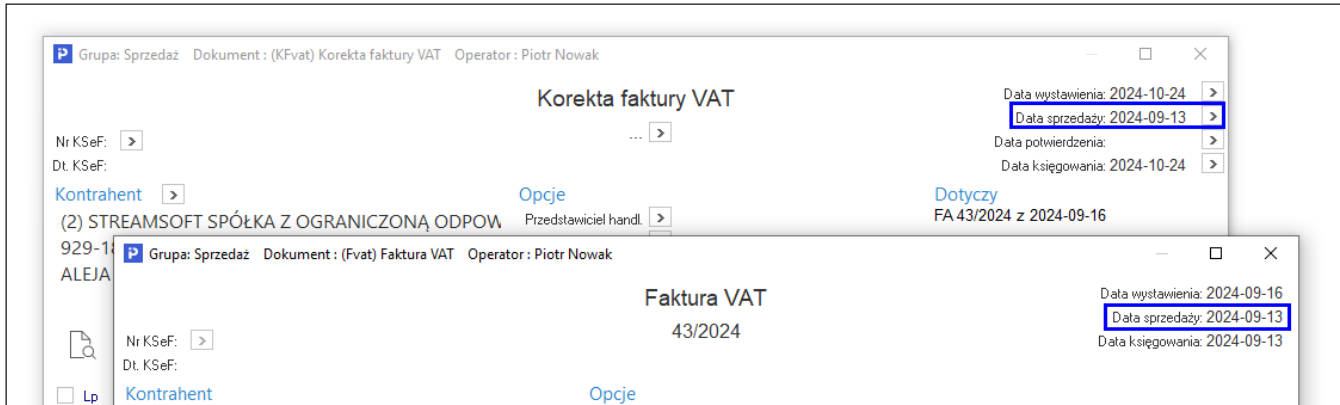 Grupa: Sprzedaż Dokument : (KFvat) Korekta faktury VAT Operator : Piotr Nowak
Korekta faktury VAT
Data wystawienia: 2024-10-24 >
Data sprzedaży: 2024-09-13 >
... >
Nr KSeF: >
Data potwierdzenia: >
Dt. KSeF:
Data księgowania: 2024-10-24 >
Kontrahent >
Opcje
Dotyczy
(2) STREAMSOFT SPÓŁKA Z OGRANICZONĄ ODPOW
Przedstawiciel handl. >
FA 43/2024 z 2024-09-16
929-18
ALEJA
Lp
Grupa: Sprzedaż Dokument : (Fvat) Faktura VAT Operator : Piotr Nowak
Faktura VAT
43/2024
Data wystawienia: 2024-09-16
Data sprzedaży: 2024-09-13
Data księgowania: 2024-09-13
Nr KSeF: >
Dt. KSeF:
Kontrahent
Opcje